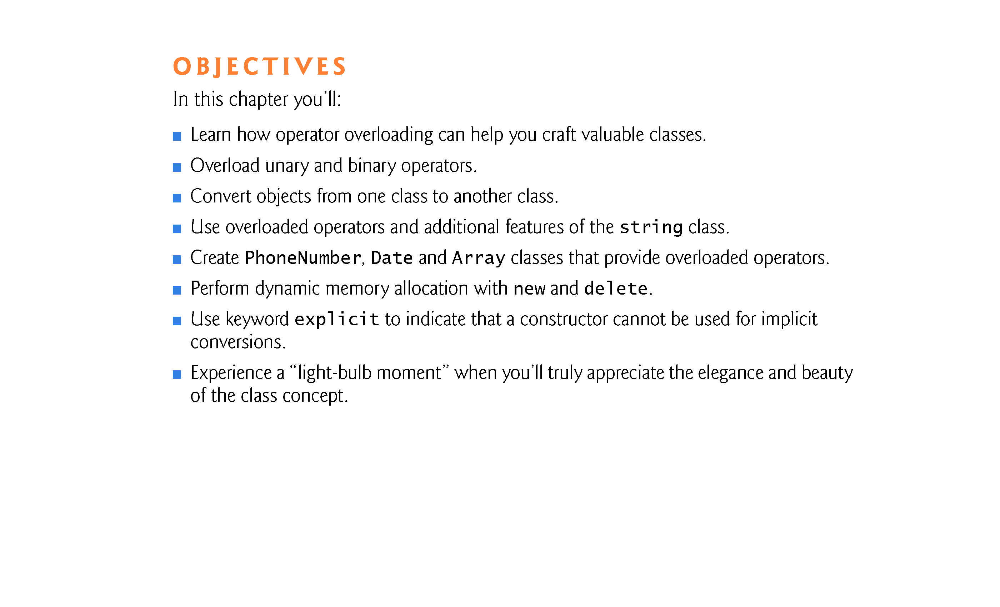 OBJECTIVES
In this chapter you’ll:
■ Learn how operator overloading can help you craft valuable classes.
■ Overload unary and binary operators.
■ Convert objects from one class to another class.
■ Use overloaded operators and additional features of the string class.
■ Create PhoneNumber, Date and Array classes that provide overloaded operators.
■ Perform dynamic memory allocation with new and delete.
■ Use keyword explicit to indicate that a constructor cannot be used for implicit
conversions.
■ Experience a “light-bulb moment” when you’ll truly appreciate the elegance and beauty
of the class concept.